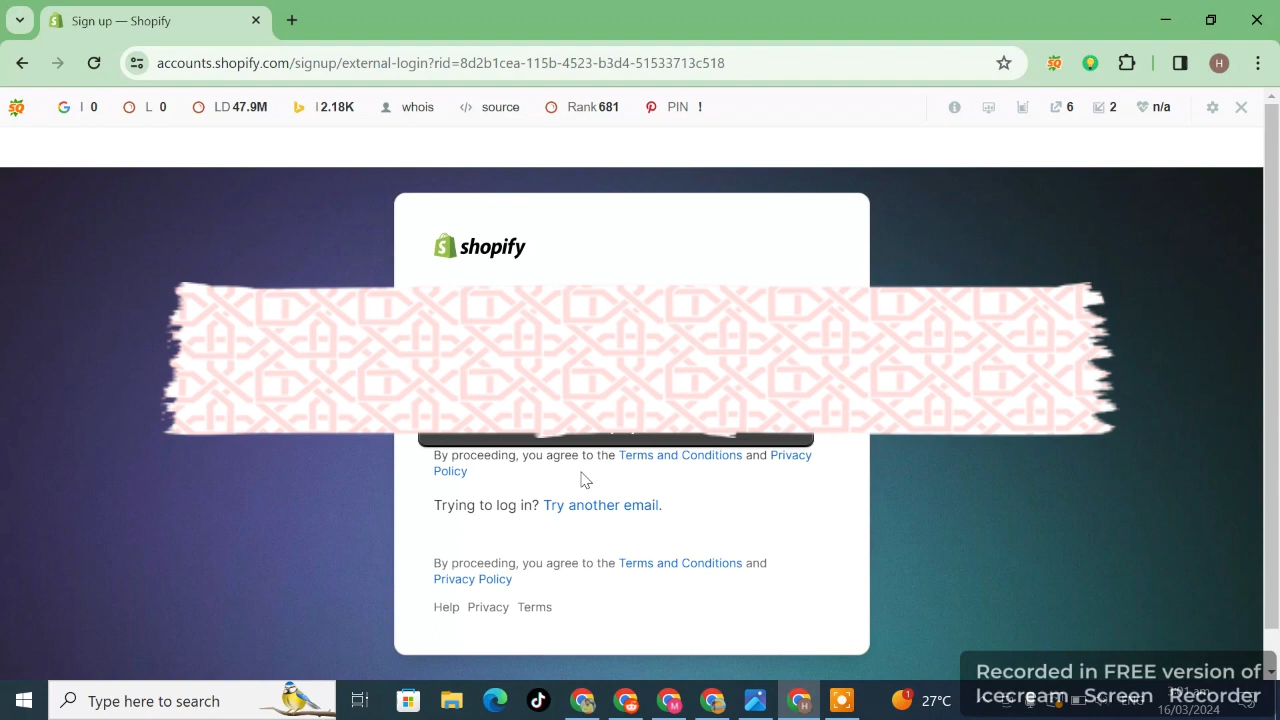 Sign up — Shopify
accounts.shopify.com/signup/external-login?rid=8d2b1cea-115b-4523-b3d4-51533713c518
H
SQ G I 0 L 0 LD 47.9M I 2.18K whois source Rank 681 PIN ! 6 2 n/a
shopify
By proceeding, you agree to the Terms and Conditions and Privacy
Policy
Trying to log in? Try another email.
By proceeding, you agree to the Terms and Conditions and
Privacy Policy
Help Privacy Terms
Recorded in FREE version of
Icecream Screen Recorder
Type here to search
1 27°C
16/03/2024